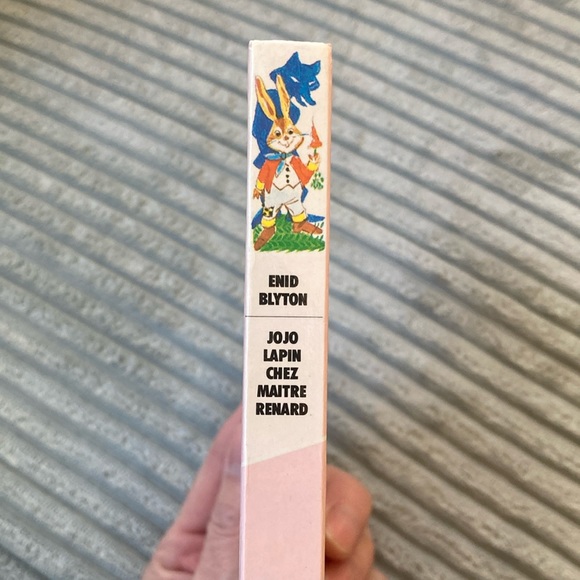 ENID
BLYTON
JOJO
LAPIN
CHEZ
MAITRE
RENARD